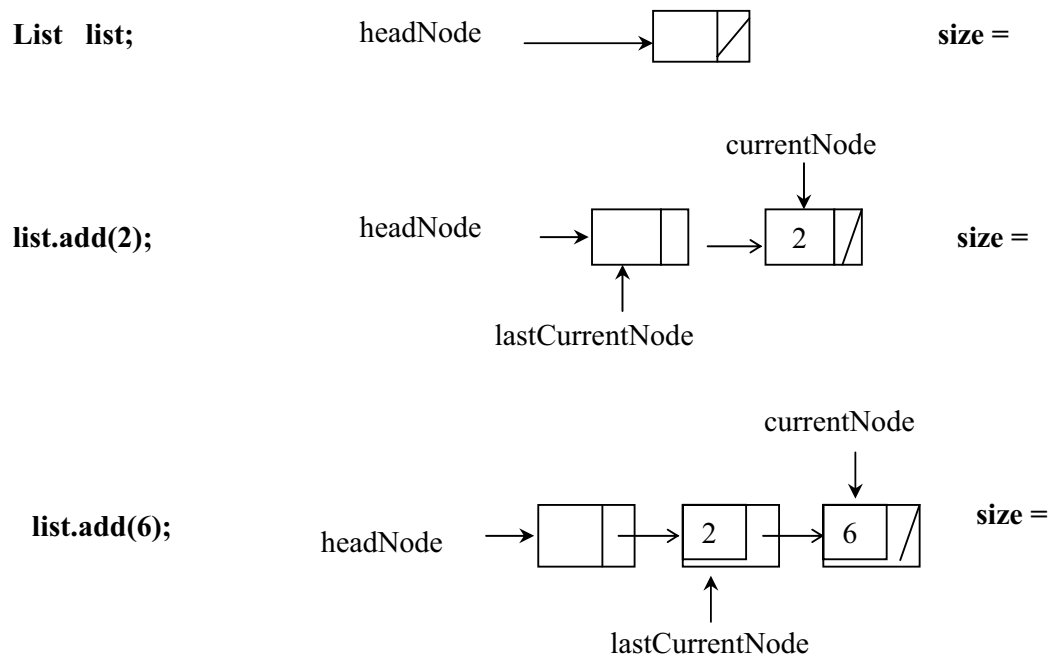 List list; headNode size =
currentNode
list.add(2); headNode 2 size =
lastCurrentNode
currentNode
list.add(6); headNode 2 6 size =
lastCurrentNode